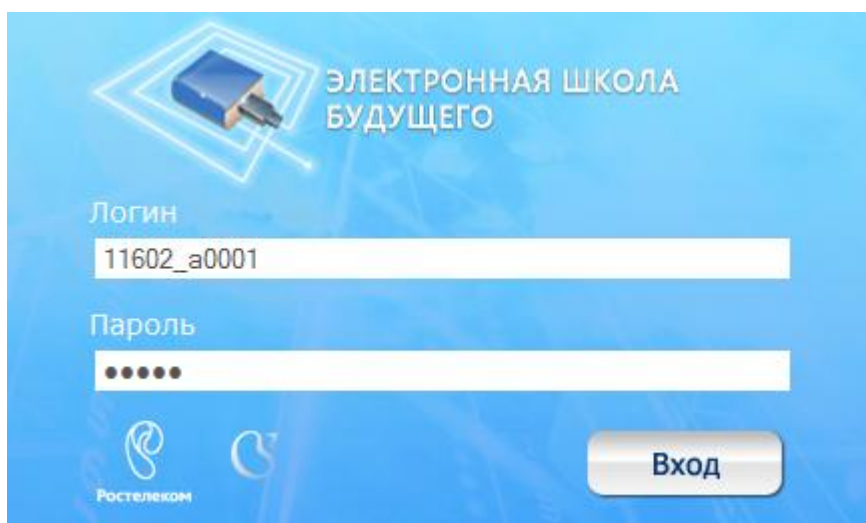 ЭЛЕКТРОННАЯ ШКОЛА
БУДУЩЕГО
Логин
11602_a0001
Пароль
•••••
Ростелеком
Вход